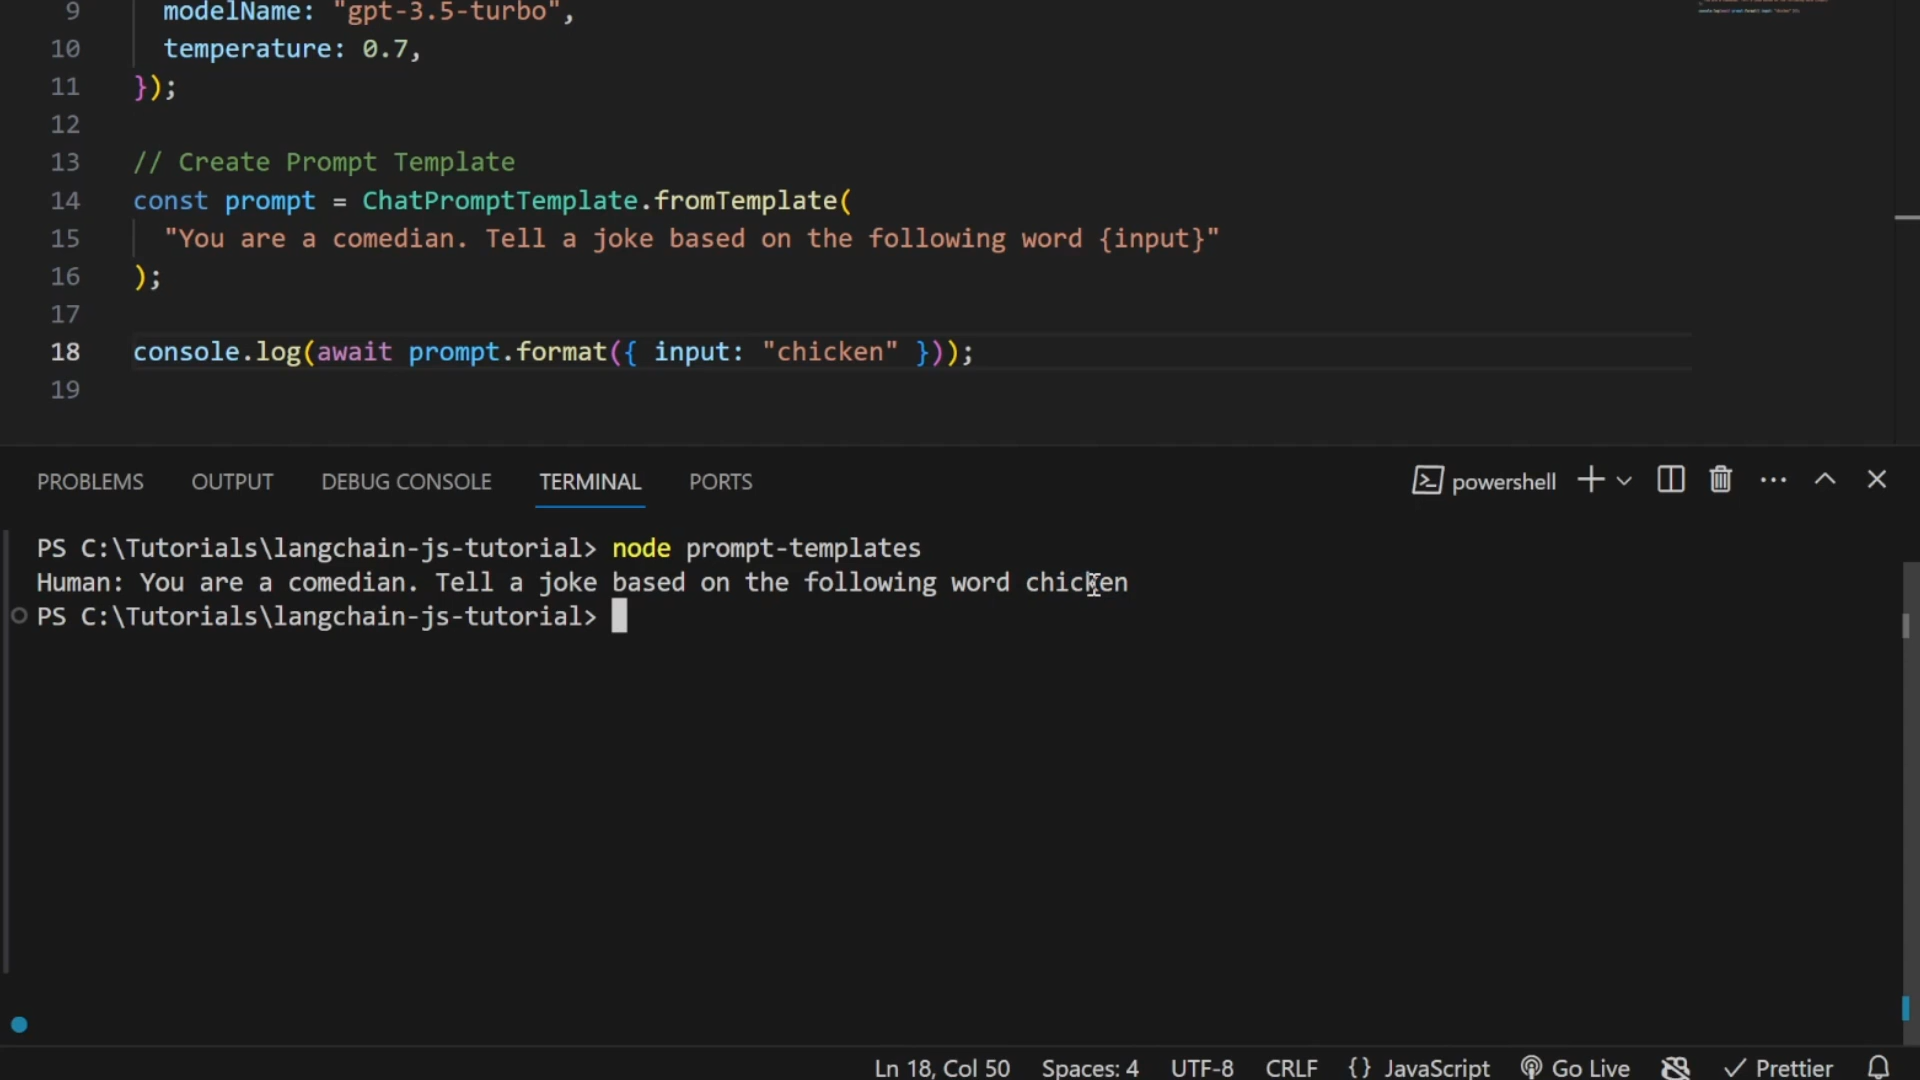 9 modelName: "gpt-3.5-turbo",
10 temperature: 0.7,
11 });
12
13 // Create Prompt Template
14 const prompt = ChatPromptTemplate.fromTemplate(
15 "You are a comedian. Tell a joke based on the following word {input}"
16 );
17
18 console.log(await prompt.format({ input: "chicken" }));
19
PROBLEMS OUTPUT DEBUG CONSOLE TERMINAL PORTS powershell
PS C:\Tutorials\langchain-js-tutorial> node prompt-templates
Human: You are a comedian. Tell a joke based on the following word chicken
PS C:\Tutorials\langchain-js-tutorial>
Ln 18, Col 50 Spaces: 4 UTF-8 CRLF {} JavaScript Go Live Prettier